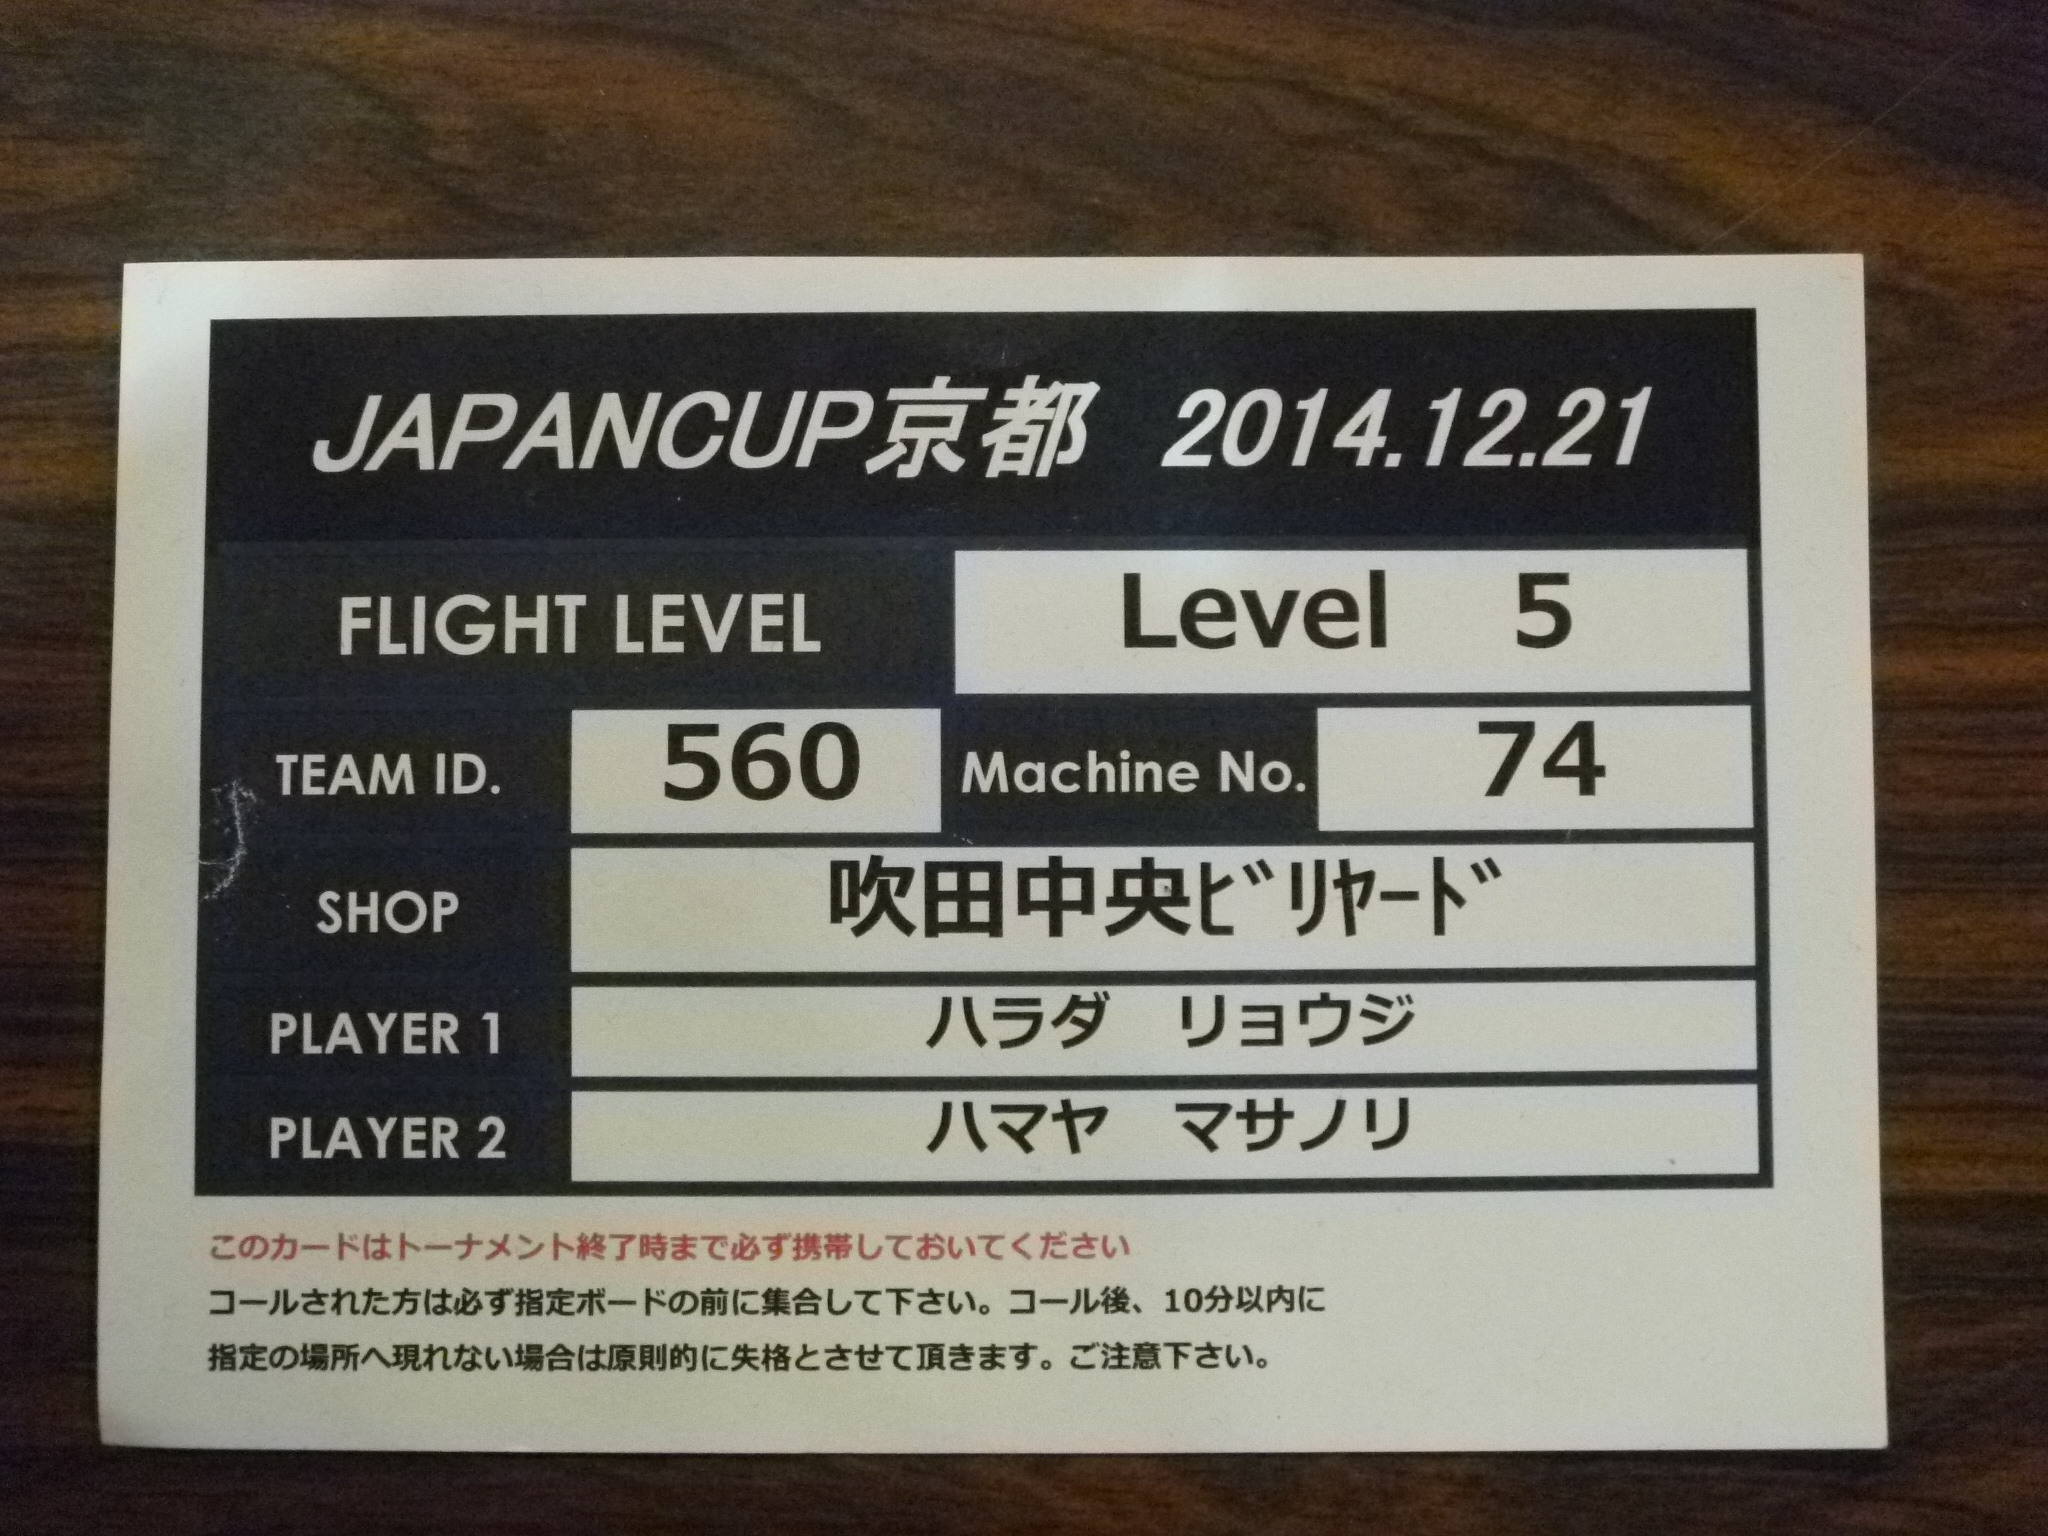 JAPANCUP京都　2014.12.21
FLIGHT LEVEL Level 5
TEAM ID. 560 Machine No. 74
SHOP 吹田中央ﾋﾞﾘﾔｰﾄﾞ
PLAYER 1 ハラダ　リョウジ
PLAYER 2 ハマヤ　マサノリ
このカードはトーナメント終了時まで必ず携帯しておいてください
コールされた方は必ず指定ボードの前に集合して下さい。コール後、10分以内に
指定の場所へ現れない場合は原則的に失格とさせて頂きます。ご注意下さい。